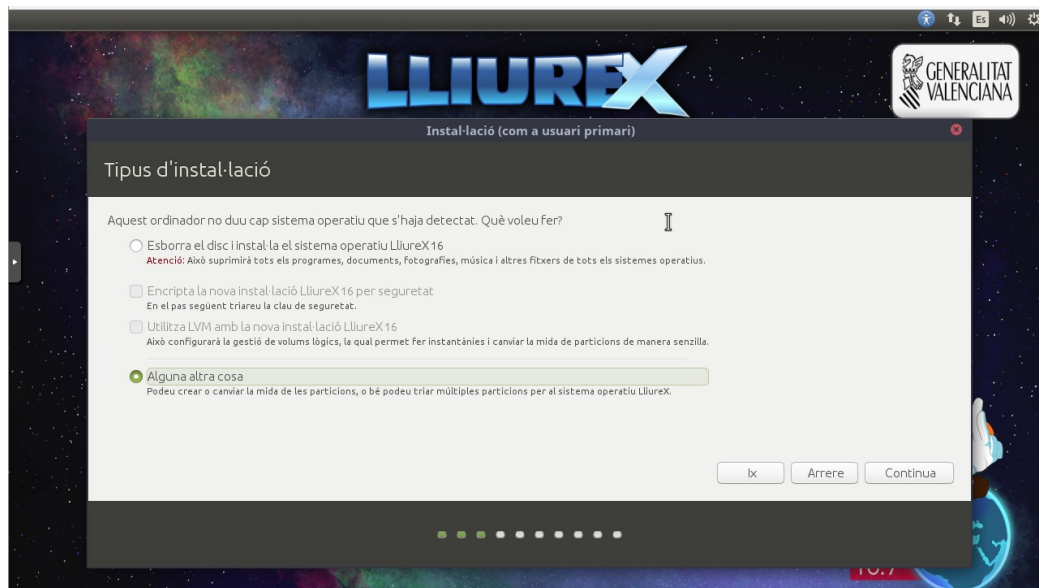 Es
LLIUREX
GENERALITAT
VALENCIANA
Instal·lació (com a usuari primari)
Tipus d'instal·lació
Aquest ordinador no duu cap sistema operatiu que s'haja detectat. Què voleu fer?
Esborra el disc i instal·la el sistema operatiu LliureX 16
Atenció: Això suprimirà tots els programes, documents, fotografies, música i altres fitxers de tots els sistemes operatius.
Encripta la nova instal·lació LliureX 16 per seguretat
En el pas següent triareu la clau de seguretat.
Utilitza LVM amb la nova instal·lació LliureX 16
Això configurarà la gestió de volums lògics, la qual permet fer instantànies i canviar la mida de particions de manera senzilla.
Alguna altra cosa
Podeu crear o canviar la mida de les particions, o bé podeu triar múltiples particions per al sistema operatiu LliureX.
Ix
Arrere
Continua